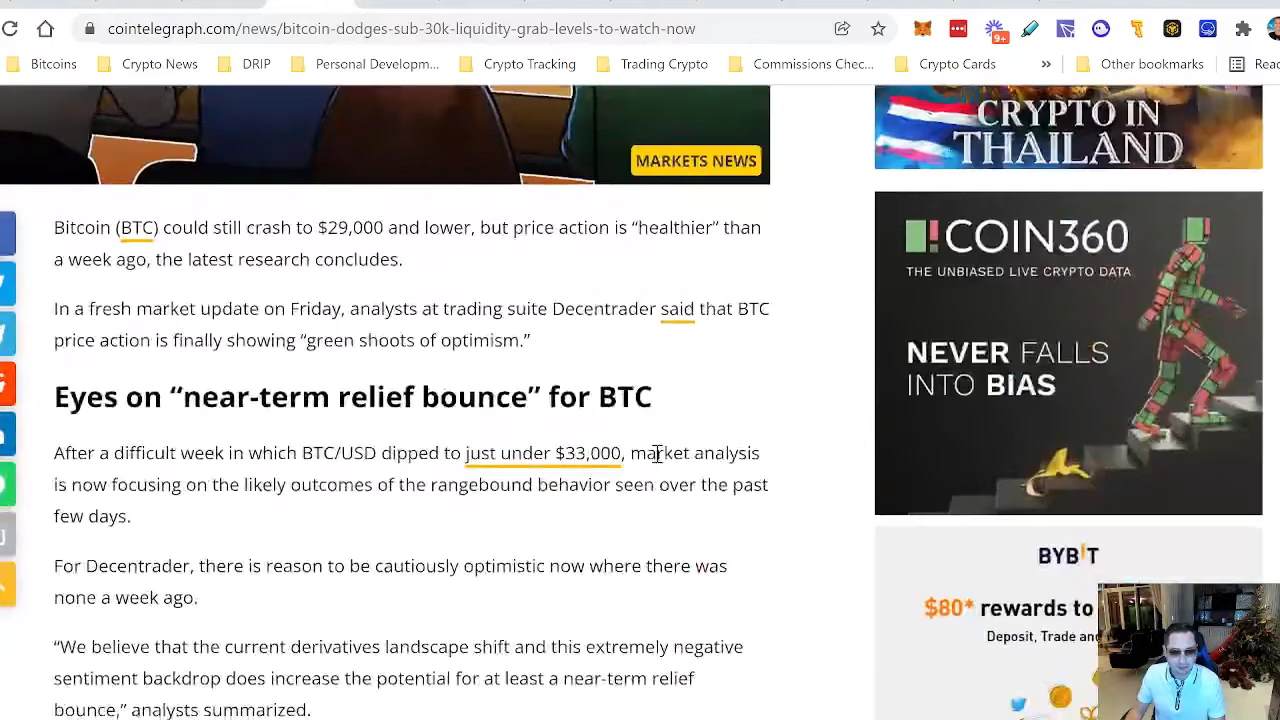 cointelegraph.com/news/bitcoin-dodges-sub-30k-liquidity-grab-levels-to-watch-now
9+
Bitcoins
Crypto News
DRIP
Personal Developm...
Crypto Tracking
Trading Crypto
Commissions Chec...
Crypto Cards
»
Other bookmarks
MARKETS NEWS
CRYPTO IN
THAILAND
Bitcoin (BTC) could still crash to $29,000 and lower, but price action is “healthier” than
a week ago, the latest research concludes.
In a fresh market update on Friday, analysts at trading suite Decentrader said that BTC
price action is finally showing “green shoots of optimism.”
Eyes on “near-term relief bounce” for BTC
After a difficult week in which BTC/USD dipped to just under $33,000, market analysis
is now focusing on the likely outcomes of the rangebound behavior seen over the past
few days.
For Decentrader, there is reason to be cautiously optimistic now where there was
none a week ago.
“We believe that the current derivatives landscape shift and this extremely negative
sentiment backdrop does increase the potential for at least a near-term relief
bounce,” analysts summarized.
COIN360
THE UNBIASED LIVE CRYPTO DATA
NEVER FALLS
INTO BIAS
BYBIT
$80* rewards to
Deposit, Trade an